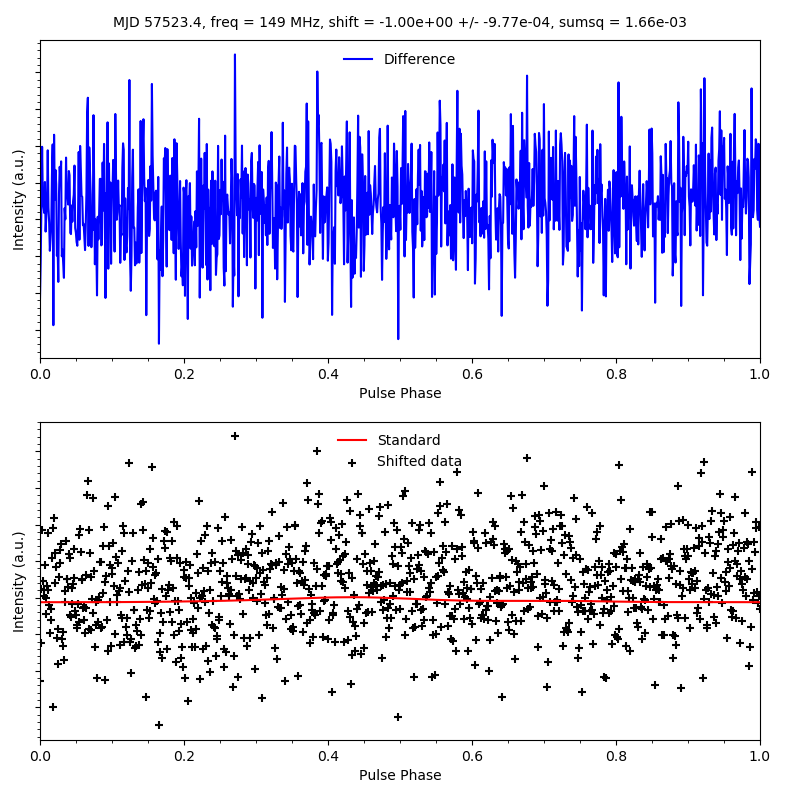 MJD 57523.4, freq = 149 MHz, shift = -1.00e+00 +/- -9.77e-04, sumsq = 1.66e-03
Difference
Intensity (a.u.)
0.0 0.2 0.4 0.6 0.8 1.0
Pulse Phase
Standard
Shifted data
Intensity (a.u.)
0.0 0.2 0.4 0.6 0.8 1.0
Pulse Phase